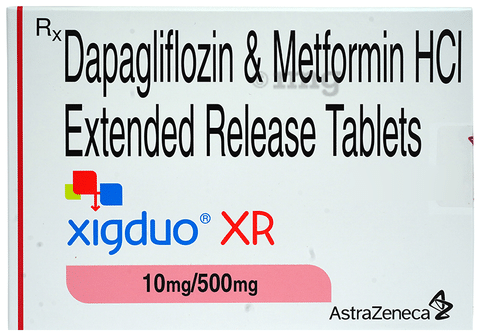 Rx Dapagliflozin & Metformin HCl
Extended Release Tablets
xigduo® XR
10mg/500mg
AstraZeneca